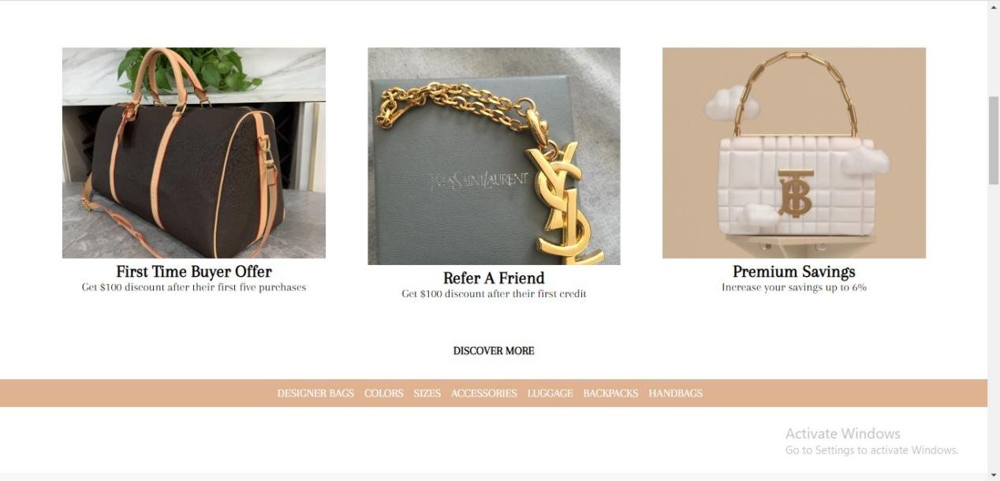 YVESSAINTLAURENT
First Time Buyer Offer
Get $100 discount after their first five purchases
Refer A Friend
Get $100 discount after their first credit
Premium Savings
Increase your savings up to 6%
DISCOVER MORE
DESIGNER BAGS COLORS SIZES ACCESSORIES LUGGAGE BACKPACKS HANDBAGS
Activate Windows
Go to Settings to activate Windows.